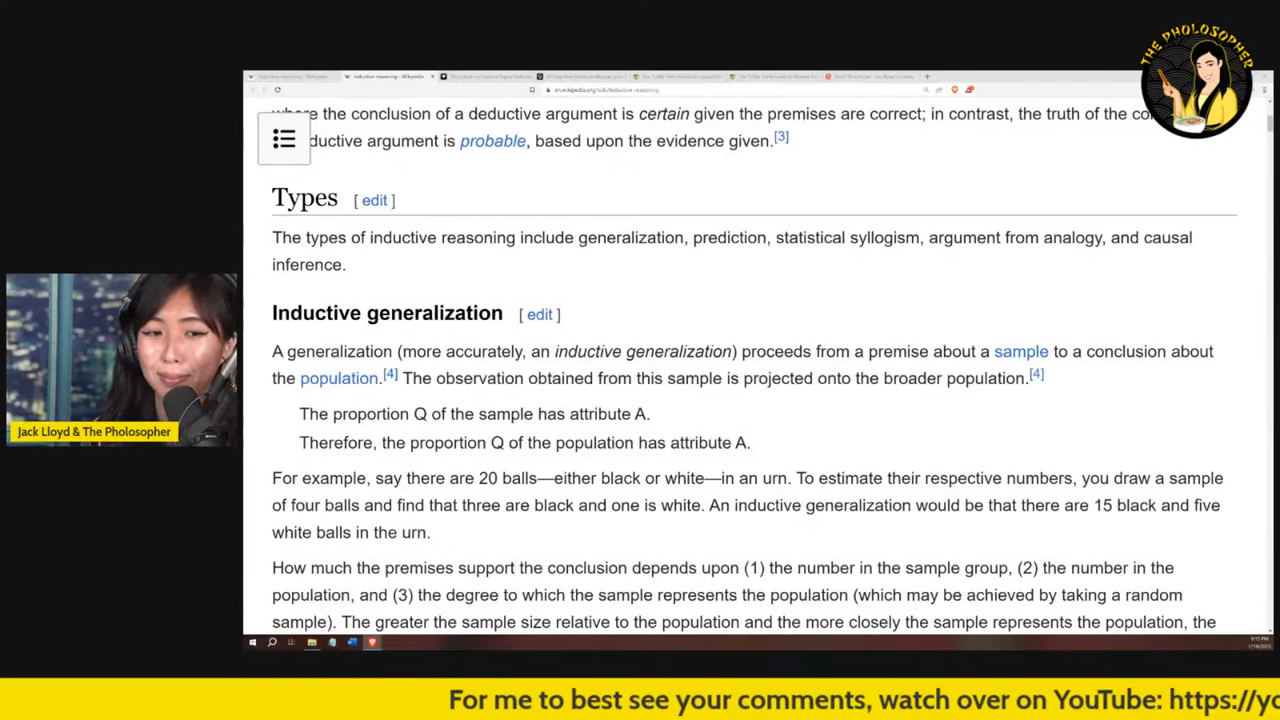 THE PHOLOSOPHER
Inductive reasoning - Wikipedia
en.wikipedia.org/wiki/Inductive_reasoning
where the conclusion of a deductive argument is certain given the premises are correct; in contrast, the truth of the
ductive argument is probable, based upon the evidence given.[3]
Types [ edit ]
The types of inductive reasoning include generalization, prediction, statistical syllogism, argument from analogy, and causal
inference.
Inductive generalization [ edit ]
A generalization (more accurately, an inductive generalization) proceeds from a premise about a sample to a conclusion about
the population.[4] The observation obtained from this sample is projected onto the broader population.[4]
The proportion Q of the sample has attribute A.
Therefore, the proportion Q of the population has attribute A.
For example, say there are 20 balls—either black or white—in an urn. To estimate their respective numbers, you draw a sample
of four balls and find that three are black and one is white. An inductive generalization would be that there are 15 black and five
white balls in the urn.
How much the premises support the conclusion depends upon (1) the number in the sample group, (2) the number in the
population, and (3) the degree to which the sample represents the population (which may be achieved by taking a random
sample). The greater the sample size relative to the population and the more closely the sample represents the population, the
Jack Lloyd & The Pholosopher
For me to best see your comments, watch over on YouTube: https://yo